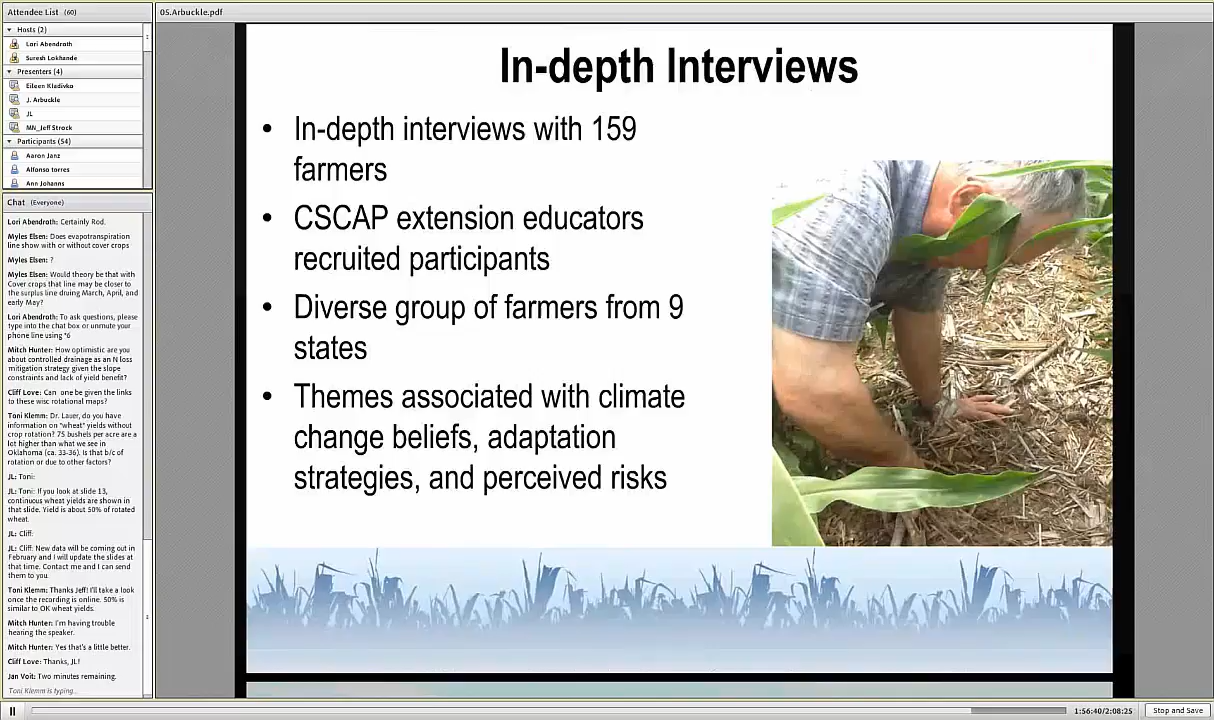 Attendee List (60)
Hosts (2)
Lori Abendroth
Suresh Lokhande
Presenters (4)
Eileen Kladivko
J. Arbuckle
JL
MN_Jeff Strock
Participants (54)
Aaron Janz
Alfonso torres
Ann Johanns
Chat (Everyone)
Lori Abendroth: Certainly Rod.
Myles Elsen: Does evapotranspiration
line show with or without cover crops
Myles Elsen: ?
Myles Elsen: Would theory be that with
Cover crops that line may be closer to
the surplus line druing March, April, and
early May?
Lori Abendroth: To ask questions, please
type into the chat box or unmute your
phone line using *6
Mitch Hunter: How optimistic are you
about controlled drainage as an N loss
mitigation strategy given the slope
constraints and lack of yield benefit?
Cliff Love: Can one be given the links
to these wisc rotational maps?
Toni Klemm: Dr. Lauer, do you have
information on "wheat" yields without
crop rotation? 75 bushels per acre are a
lot higher than what we see in
Oklahoma (ca. 33-36). Is that b/c of
rotation or due to other factors?
JL: Toni:
JL: Toni: If you look at slide 13,
continuous wheat yields are shown in
that slide. Yield is about 50% of rotated
wheat.
JL: Cliff:
JL: Cliff: New data will be coming out in
February and I will update the slides at
that time. Contact me and I can send
them to you.
Toni Klemm: Thanks Jeff! I'll take a look
once the recording is online. 50% is
similar to OK wheat yields.
Mitch Hunter: I'm having trouble
hearing the speaker.
Mitch Hunter: Yes that's a little better.
Cliff Love: Thanks, JL!
Jan Voit: Two minutes remaining.
Toni Klemm is typing...
05.Arbuckle.pdf
In-depth Interviews
• In-depth interviews with 159
farmers
• CSCAP extension educators
recruited participants
• Diverse group of farmers from 9
states
• Themes associated with climate
change beliefs, adaptation
strategies, and perceived risks
1:56:40/2:08:25
Stop and Save